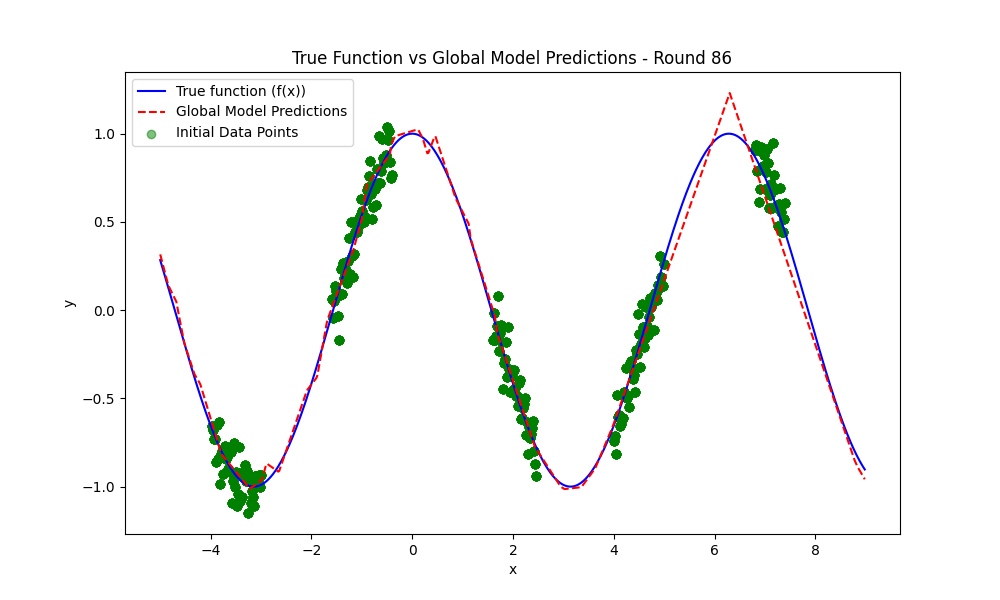 True Function vs Global Model Predictions - Round 86
True function (f(x))
Global Model Predictions
Initial Data Points
1.0
0.5
0.0
−0.5
−1.0
y
−4 −2 0 2 4 6 8
x